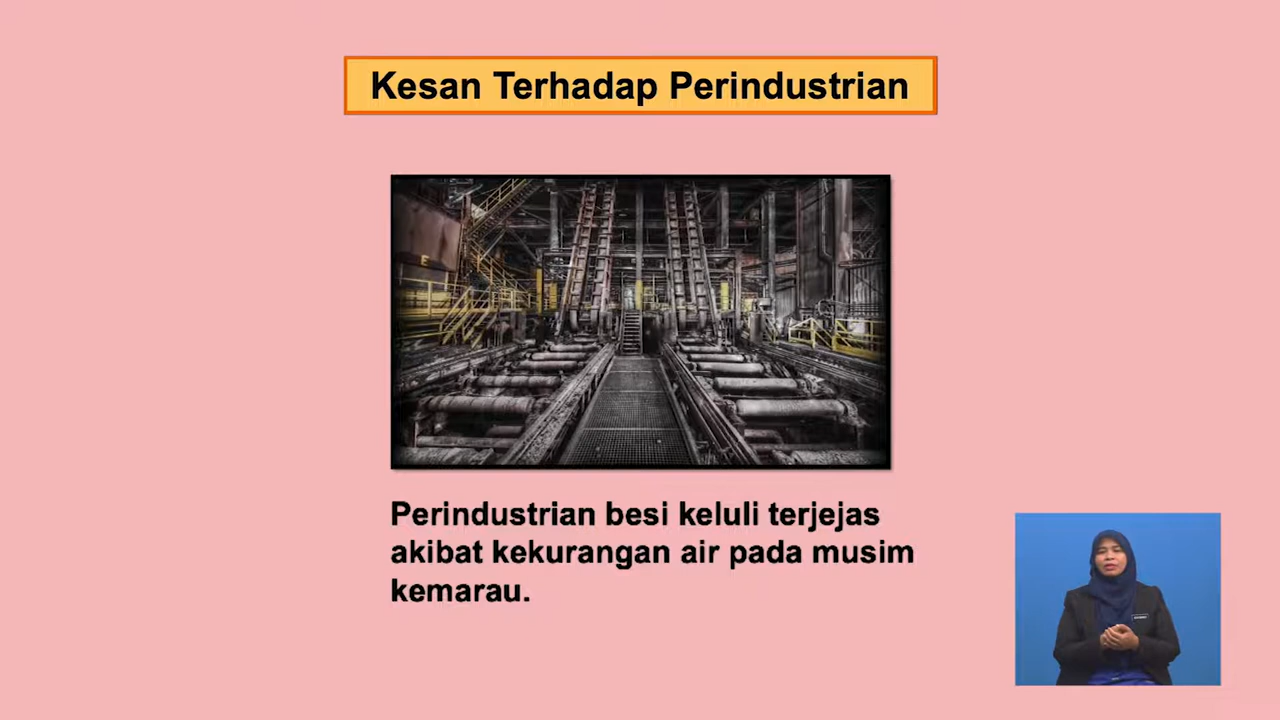 Kesan Terhadap Perindustrian
E
Perindustrian besi keluli terjejas
akibat kekurangan air pada musim
kemarau.